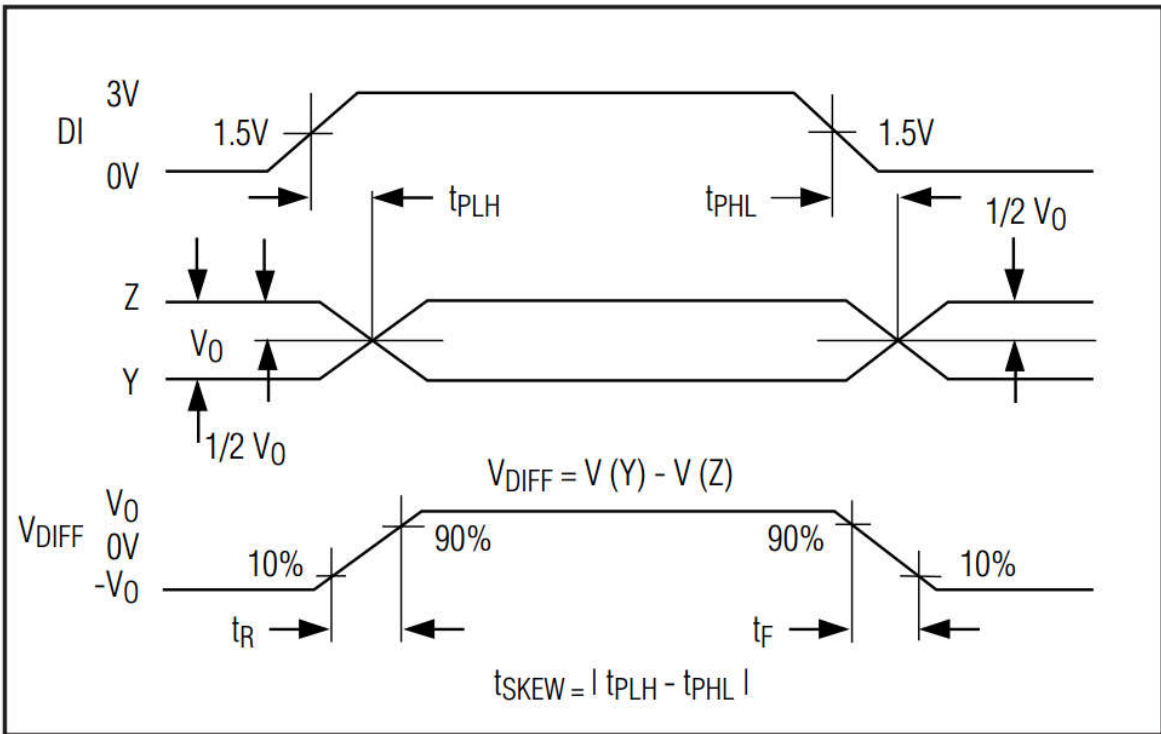 3V
DI
1.5V
1.5V
0V
tPLH
tPHL
1/2 VO
Z
VO
Y
1/2 VO
VDIFF = V (Y) - V (Z)
VO
VDIFF
0V
90%
90%
10%
10%
-VO
tR
tF
tSKEW = | tPLH - tPHL |